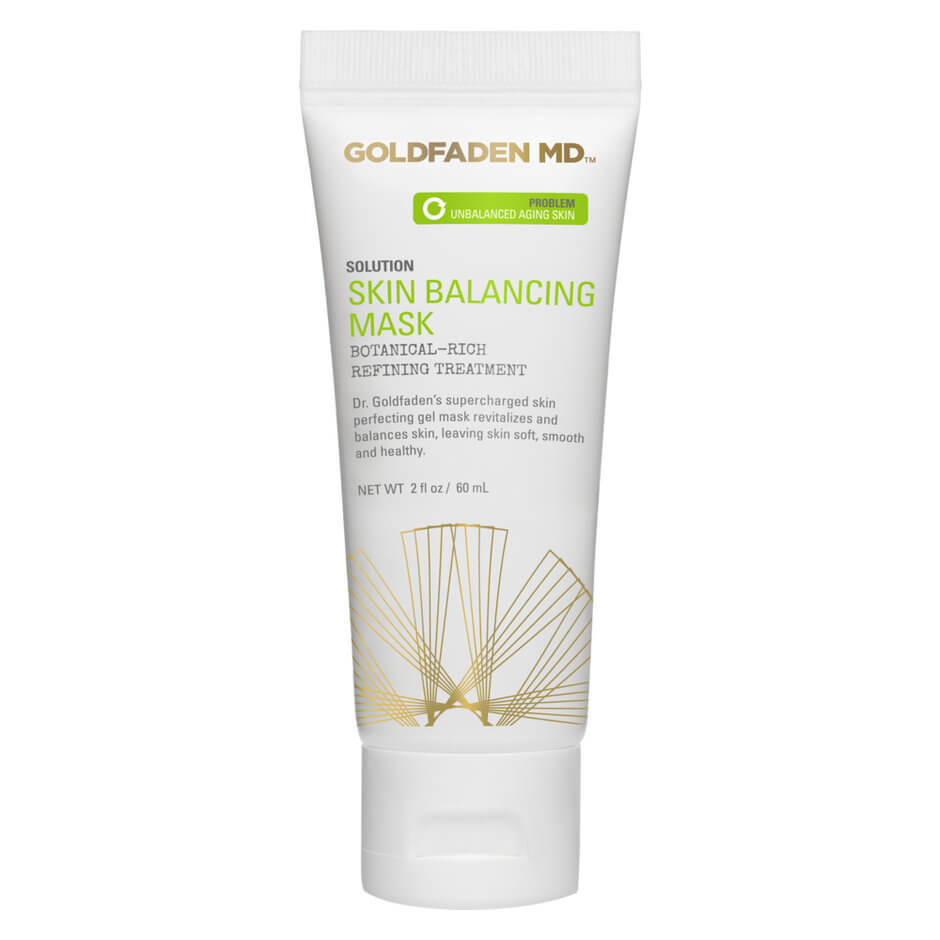 GOLDFADEN MD™
PROBLEM
UNBALANCED AGING SKIN
SOLUTION
SKIN BALANCING
MASK
BOTANICAL-RICH
REFINING TREATMENT
Dr. Goldfaden's supercharged skin
perfecting gel mask revitalizes and
balances skin, leaving skin soft, smooth
and healthy.
NET WT 2 fl oz / 60 mL